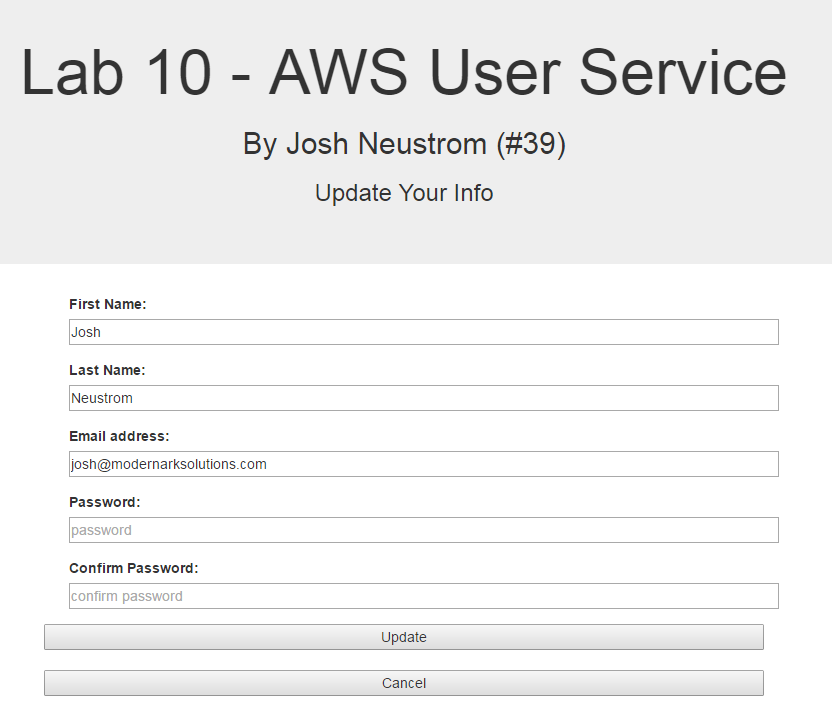 Lab 10 - AWS User Service
By Josh Neustrom (#39)
Update Your Info
First Name:
Josh
Last Name:
Neustrom
Email address:
josh@modernarksolutions.com
Password:
password
Confirm Password:
confirm password
Update
Cancel